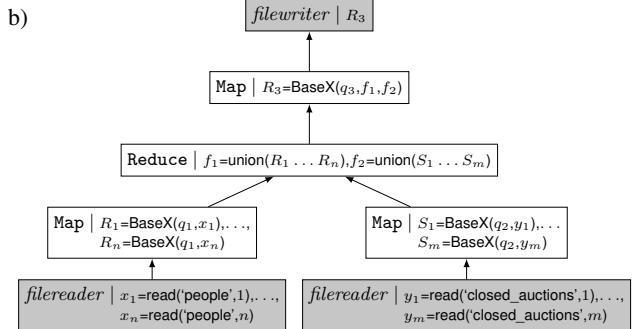 b)
filewriter | R₃
Map | R₃=BaseX(q₃,f₁,f₂)
Reduce | f₁=union(R₁ ... Rₙ),f₂=union(S₁ ... Sₘ)
Map | R₁=BaseX(q₁,x₁),...,
Rₙ=BaseX(q₁,xₙ)
Map | S₁=BaseX(q₂,y₁),...
Sₘ=BaseX(q₂,yₘ)
filereader | x₁=read(‘people’,1),...,
xₙ=read(‘people’,n)
filereader | y₁=read(‘closed_auctions’,1),...,
yₘ=read(‘closed_auctions’,m)